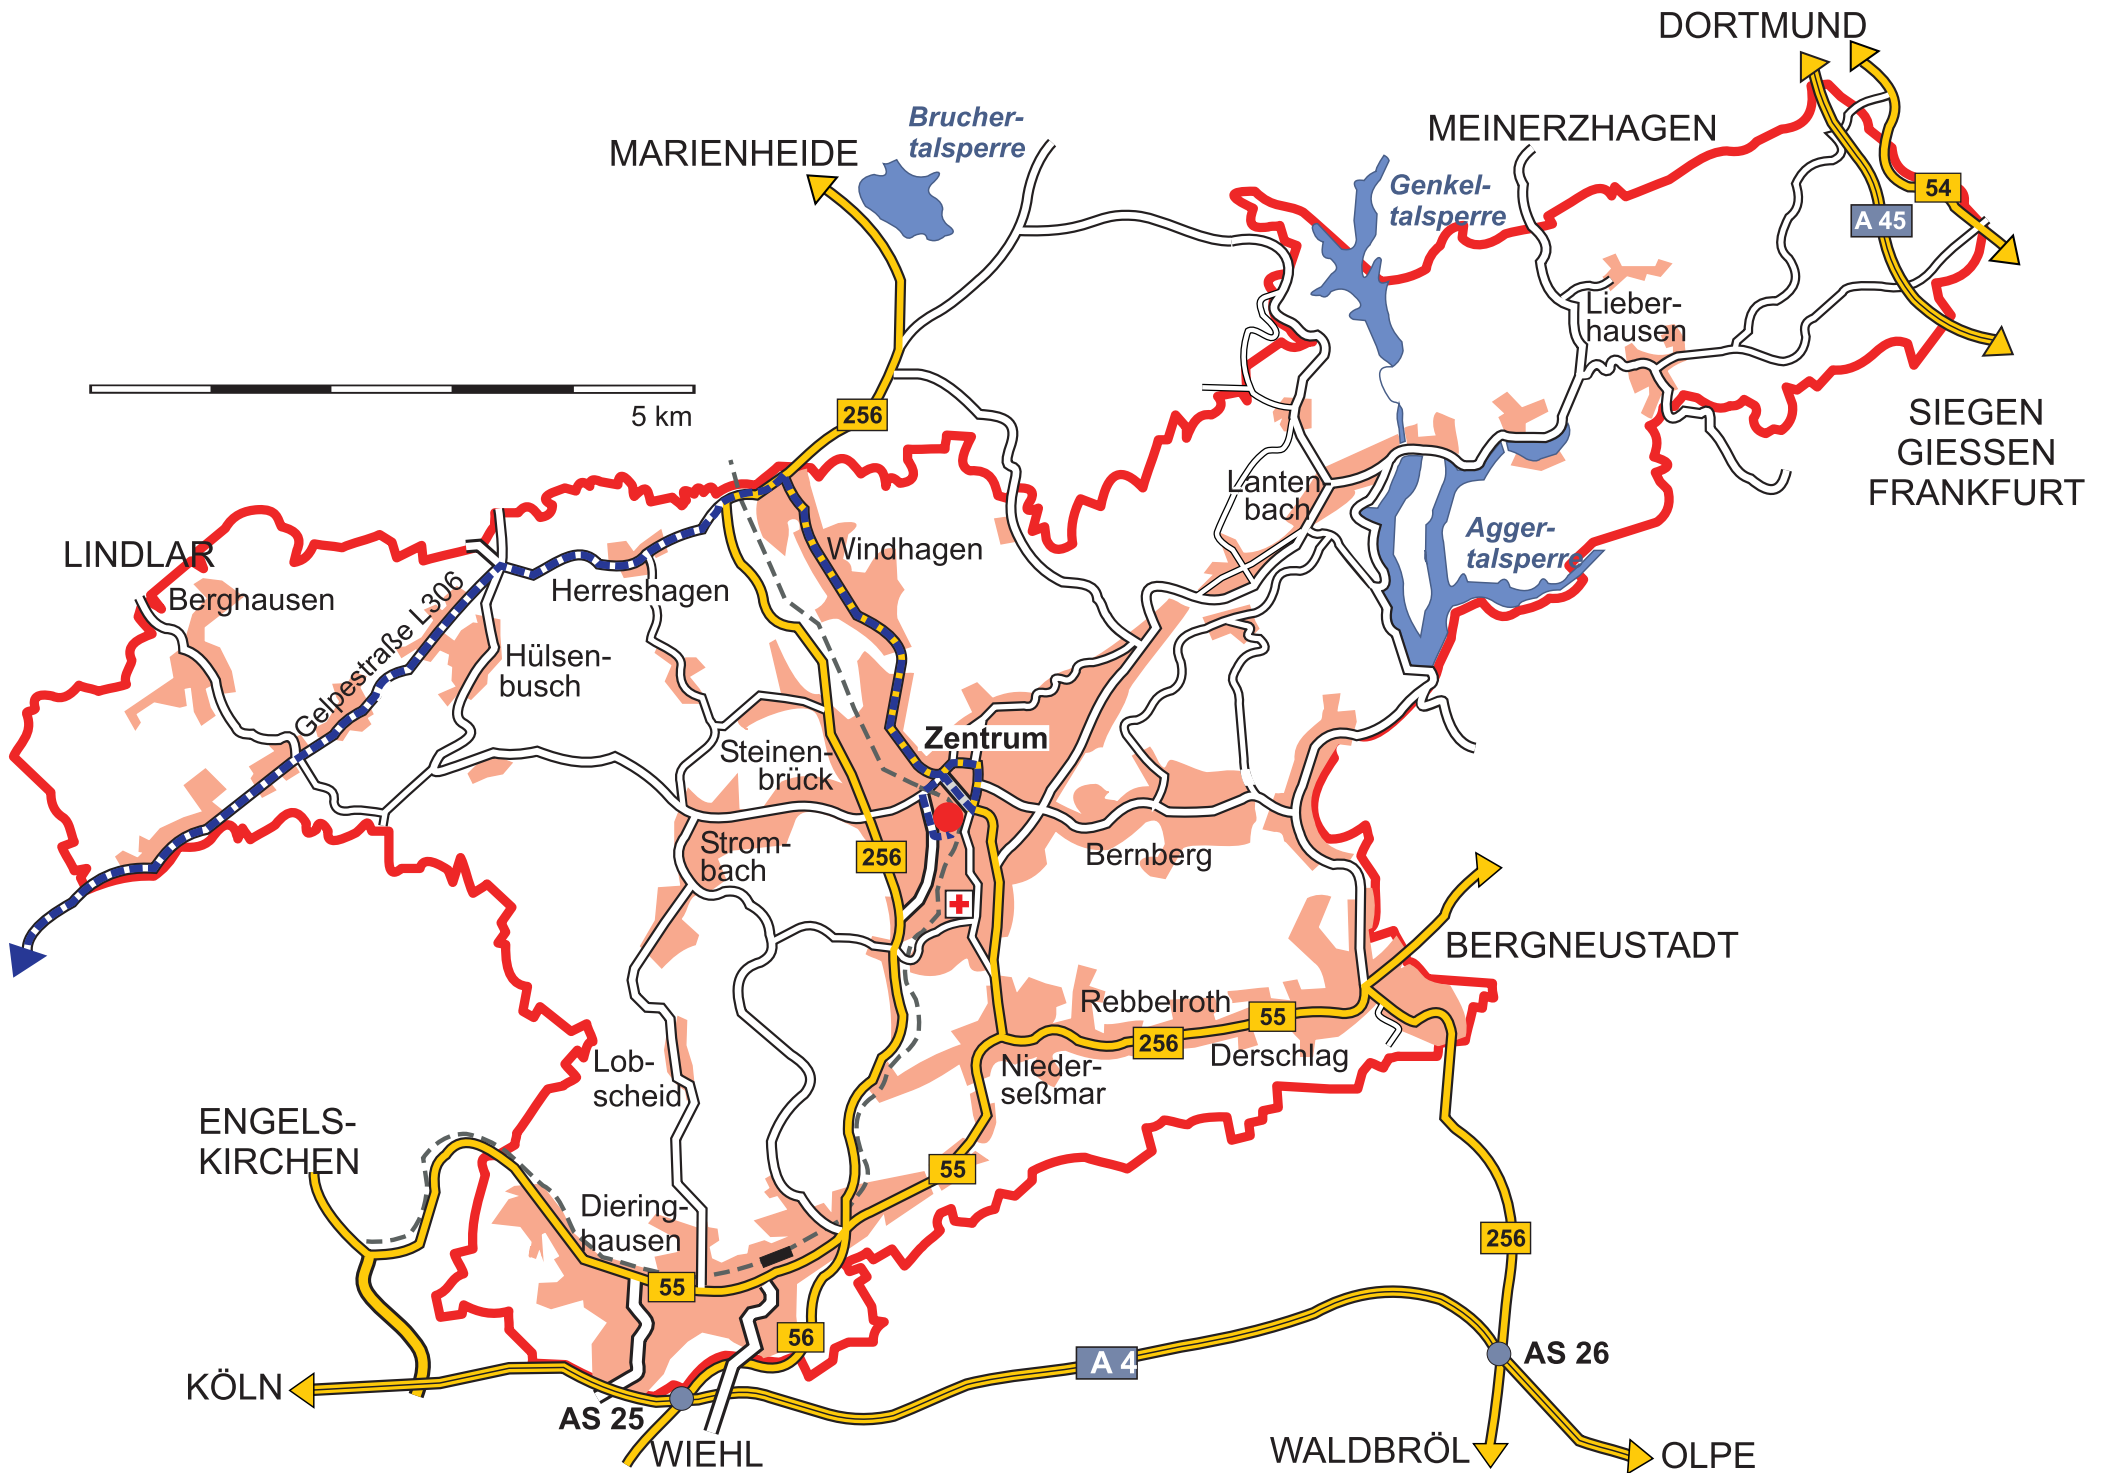 DORTMUND
Brucher-
talsperre
MEINERZHAGEN
MARIENHEIDE
Genkel-
talsperre
54
A 45
Lieber-
hausen
5 km
256
SIEGEN
GIESSEN
FRANKFURT
Lanten-
bach
Agger-
talsperre
LINDLAR
Windhagen
Berghausen
Herreshagen
Gelpestraße L306
Hülsen-
busch
Zentrum
Steinen-
brück
Strom-
bach
256
Bernberg
BERGNEUSTADT
Rebbelroth
55
256
Derschlag
Nieder-
seßmar
Lob-
scheid
ENGELS-
KIRCHEN
55
Diering-
hausen
256
55
56
A 4
AS 26
KÖLN
AS 25
WIEHL
WALDBRÖL
OLPE